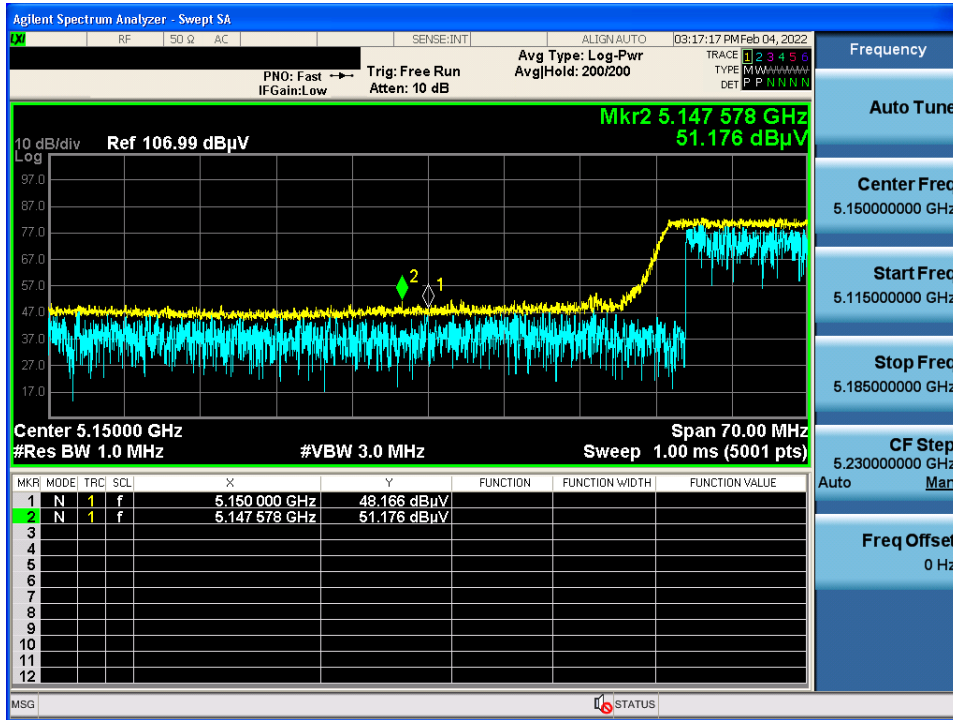 Agilent Spectrum Analyzer - Swept SA
LXI RF 50 Ω AC SENSE:INT ALIGN AUTO 03:17:17 PM Feb 04, 2022
PNO: Fast Trig: Free Run Avg Type: Log-Pwr TRACE 1 2 3 4 5 6
IFGain:Low Atten: 10 dB Avg|Hold: 200/200 TYPE MWWWWW
DET P P N N N N
Mkr2 5.147 578 GHz
51.176 dBµV
10 dB/div Ref 106.99 dBµV
Log
97.0
87.0
77.0
67.0
57.0
47.0
37.0
27.0
17.0
2 1
Center 5.15000 GHz Span 70.00 MHz
#Res BW 1.0 MHz #VBW 3.0 MHz Sweep 1.00 ms (5001 pts)
MKR MODE TRC SCL X Y FUNCTION FUNCTION WIDTH FUNCTION VALUE
1 N 1 f 5.150 000 GHz 48.166 dBµV
2 N 1 f 5.147 578 GHz 51.176 dBµV
3
4
5
6
7
8
9
10
11
12
MSG STATUS
Frequency
Auto Tune
Center Freq
5.150000000 GHz
Start Freq
5.115000000 GHz
Stop Freq
5.185000000 GHz
CF Step
5.230000000 GHz
Auto Man
Freq Offset
0 Hz